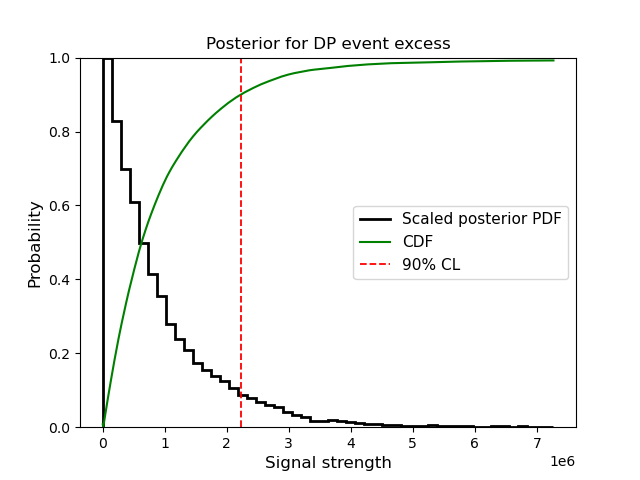 Posterior for DP event excess
Probability
1.0
0.8
0.6
0.4
0.2
0.0
Scaled posterior PDF
CDF
90% CL
0 1 2 3 4 5 6 7
1e6
Signal strength